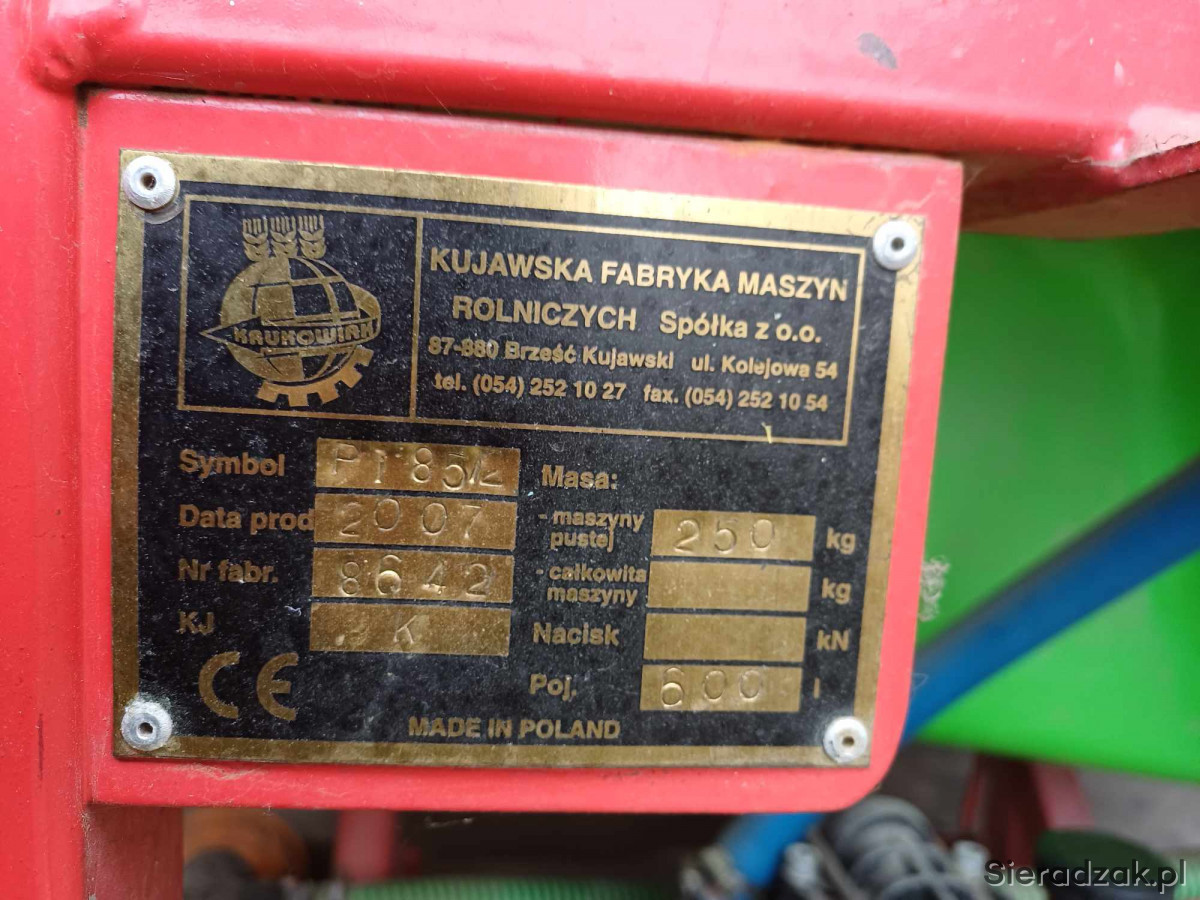 KRUKOWIAK
KUJAWSKA FABRYKA MASZYN
ROLNICZYCH Spółka z o.o.
87-880 Brześć Kujawski ul. Kolejowa 54
tel. (054) 252 10 27 fax. (054) 252 10 54
Symbol PT 85/2
Data prod 2007
Nr fabr. 8642
KJ K
CE
Masa:
- maszyny
pustej 250 kg
- całkowita
maszyny kg
Nacisk kN
Poj. 600 l
MADE IN POLAND
Sieradzak.pl